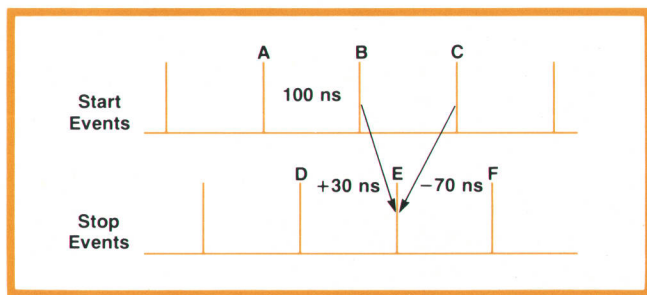 A B C
100 ns
Start
Events
D E F
+30 ns −70 ns
Stop
Events